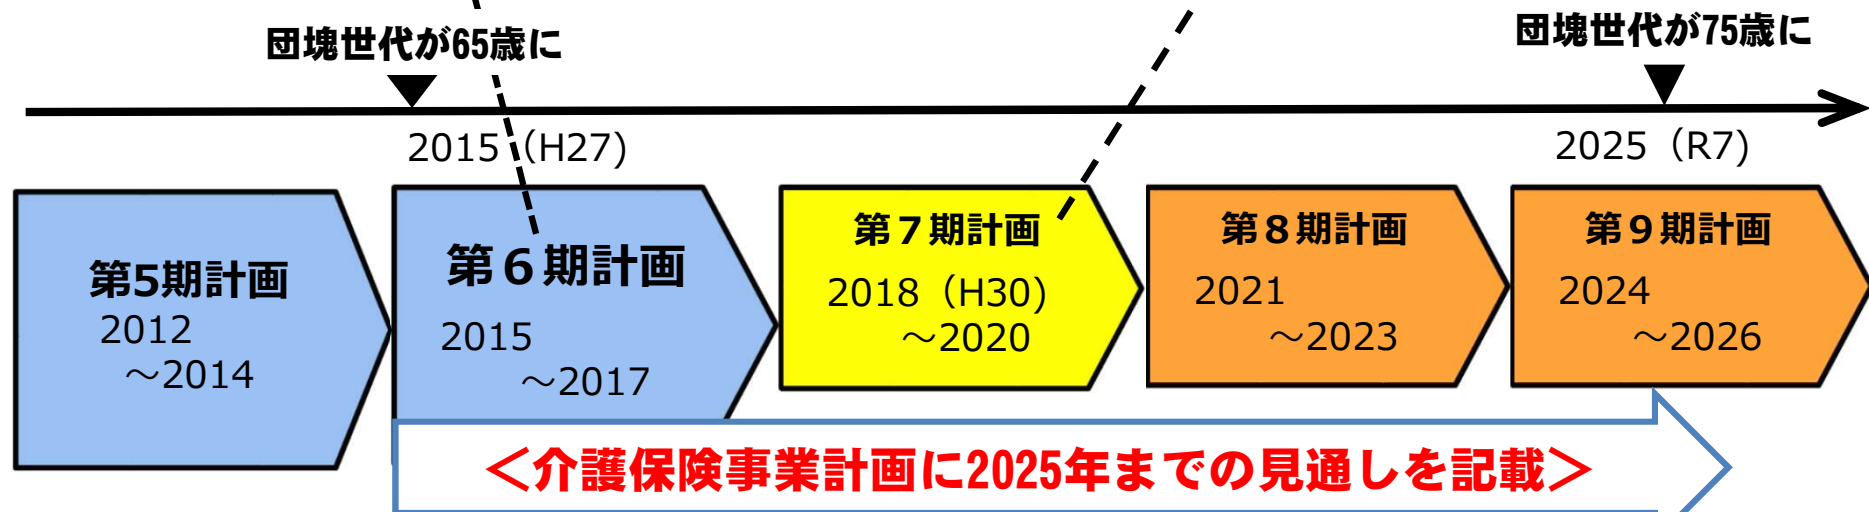 団塊世代が65歳に
団塊世代が75歳に
2015（H27)
2025（R7)
第5期計画
2012
～2014
第６期計画
2015
～2017
第７期計画
2018（H30)
～2020
第８期計画
2021
～2023
第９期計画
2024
～2026
＜介護保険事業計画に2025年までの見通しを記載＞